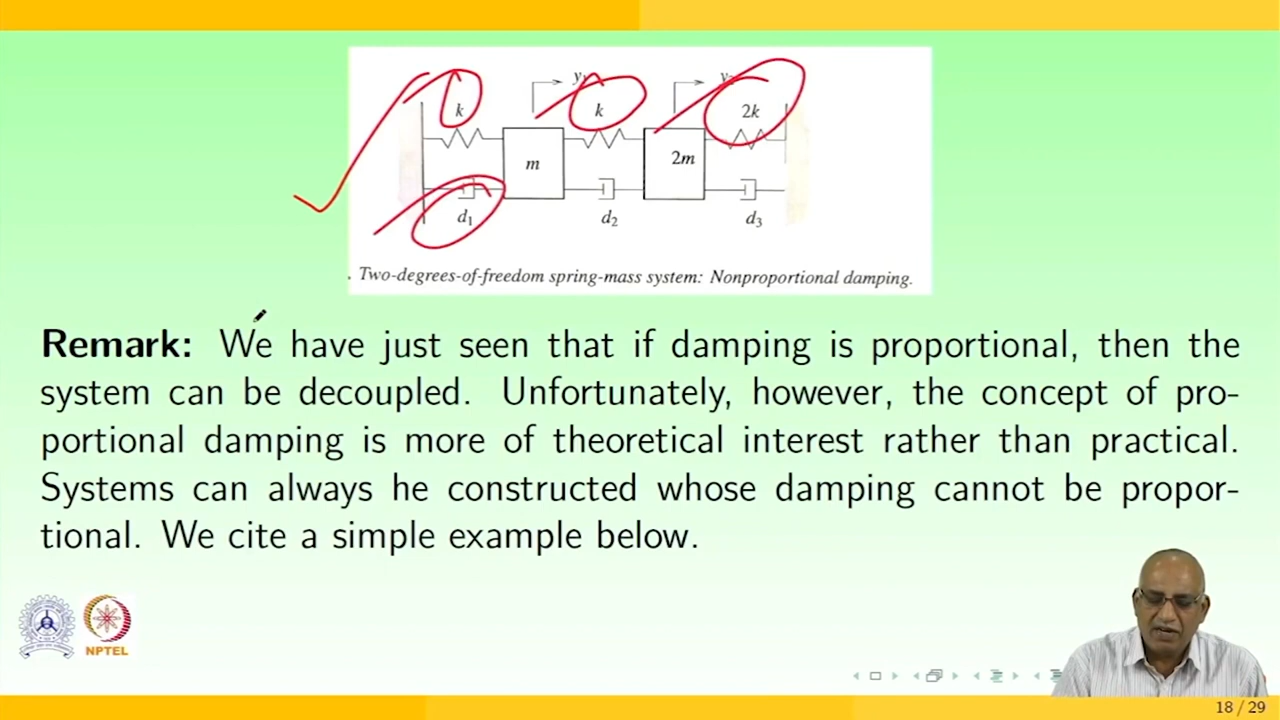 y1
k
k
2k
m
2m
d1
d2
d3
. Two-degrees-of-freedom spring-mass system: Nonproportional damping.
Remark: We have just seen that if damping is proportional, then the
system can be decoupled. Unfortunately, however, the concept of pro-
portional damping is more of theoretical interest rather than practical.
Systems can always he constructed whose damping cannot be propor-
tional. We cite a simple example below.
NPTEL
18 / 29